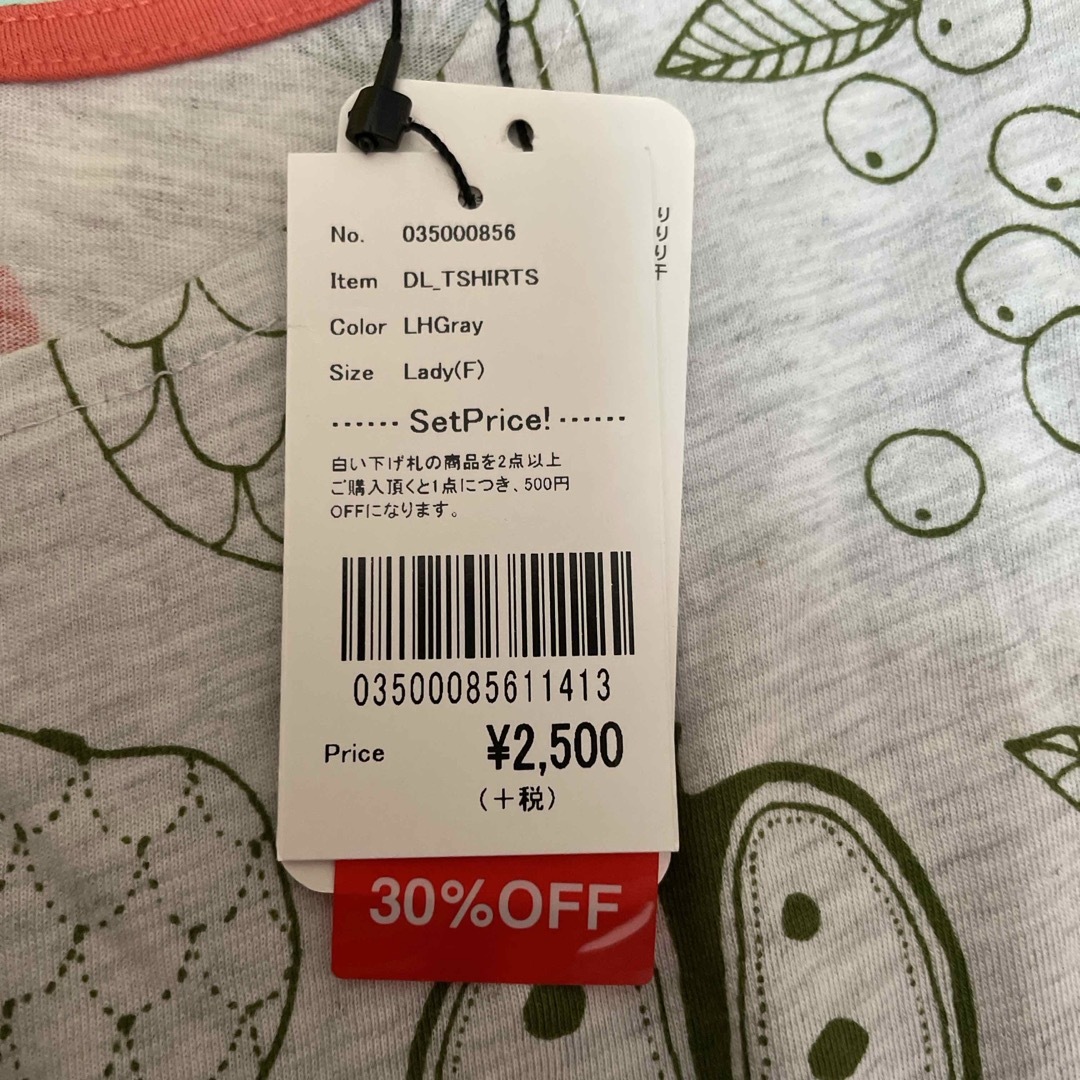 No. 035000856
Item DL_TSHIRTS
Color LHGray
Size Lady(F)
SetPrice!
白い下げ札の商品を2点以上
ご購入頂くと1点につき、500円
OFFになります。
03500085611413
Price ¥2,500
(+税)
30%OFF